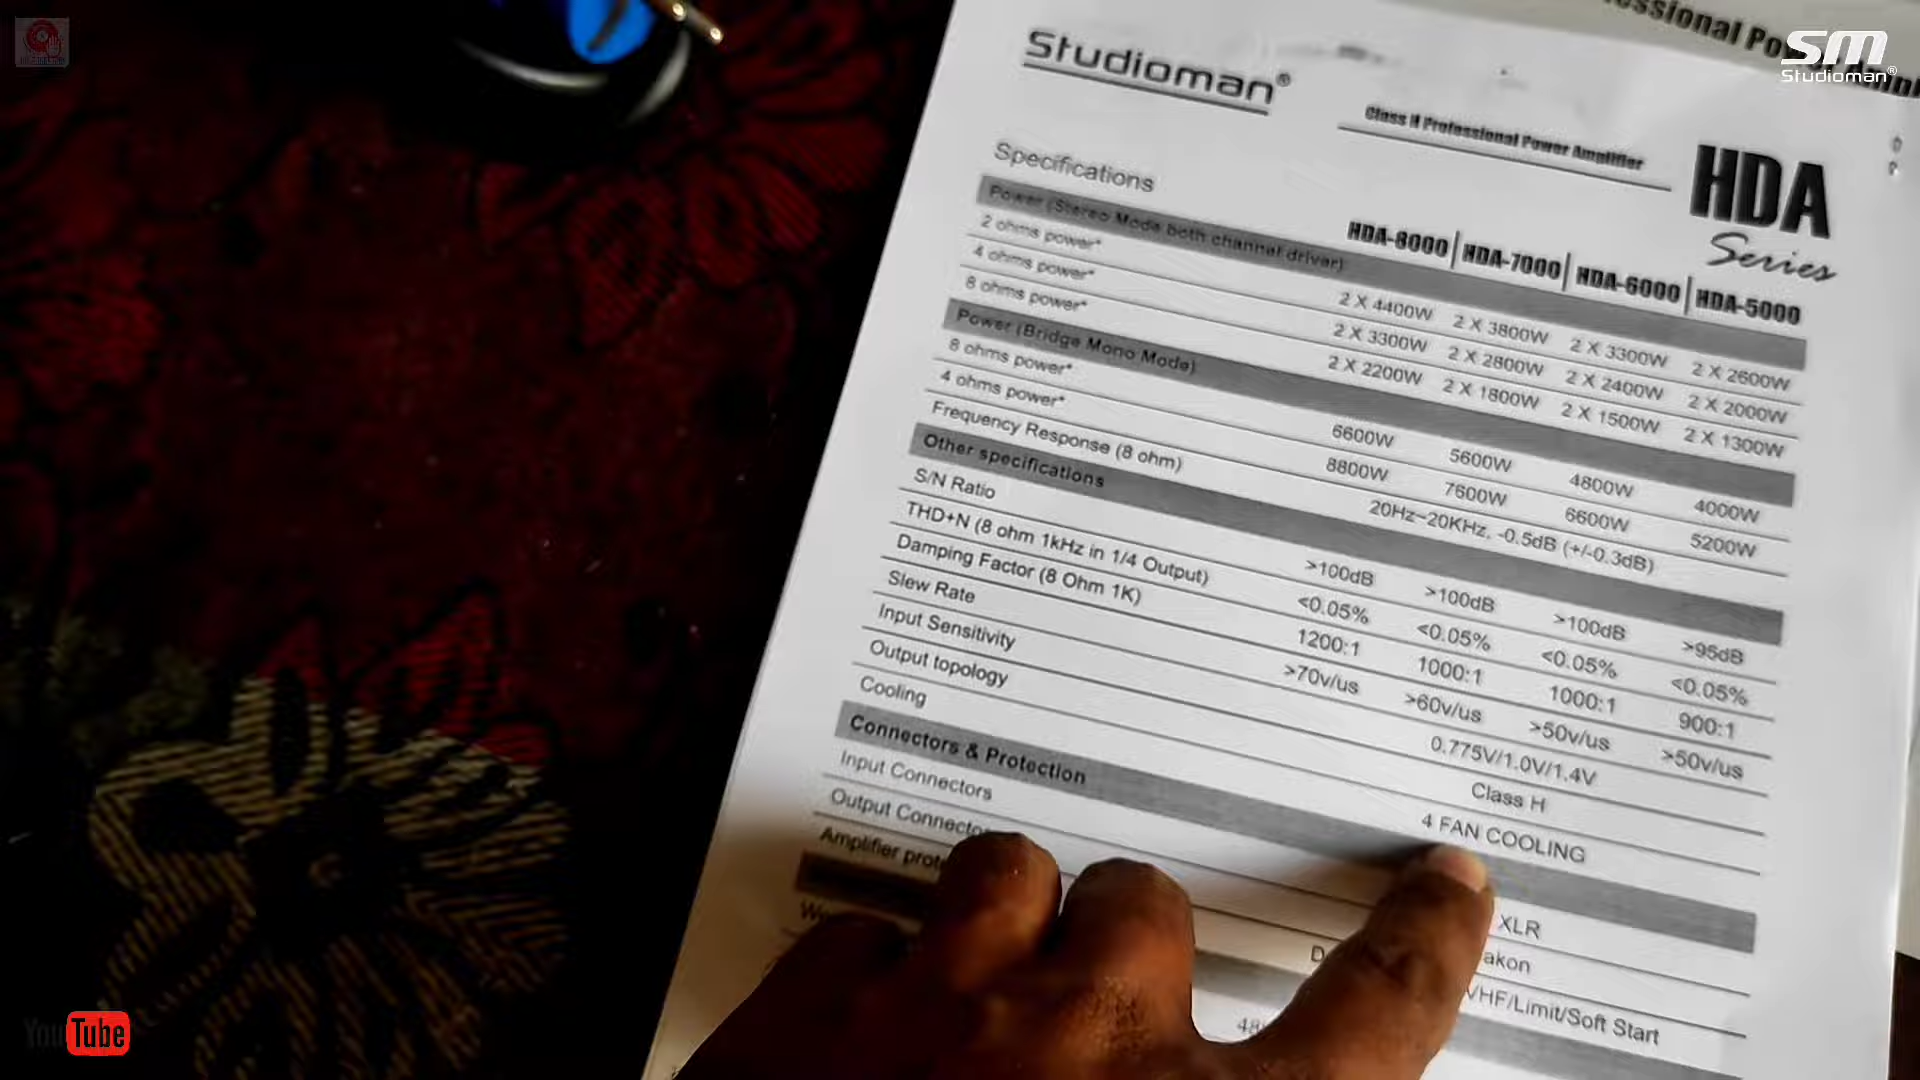 Professional Power
SM
Studioman®
Studioman®
Class H Professional Power Amplifier
HDA
Series
Specifications
HDA-8000 | HDA-7000 | HDA-6000 | HDA-5000
Power (Stereo Mode both channel driver)
2 ohms power* 2 X 4400W 2 X 3800W 2 X 3300W 2 X 2600W
4 ohms power* 2 X 3300W 2 X 2800W 2 X 2400W 2 X 2000W
8 ohms power* 2 X 2200W 2 X 1800W 2 X 1500W 2 X 1300W
Power (Bridge Mono Mode)
8 ohms power* 6600W 5600W 4800W 4000W
4 ohms power* 8800W 7600W 6600W 5200W
Frequency Response (8 ohm) 20Hz~20KHz, -0.5dB (+/-0.3dB)
Other specifications
S/N Ratio >100dB >100dB >100dB >95dB
THD+N (8 ohm 1kHz in 1/4 Output) <0.05% <0.05% <0.05% <0.05%
Damping Factor (8 Ohm 1K) 1200:1 1000:1 1000:1 900:1
Slew Rate >70v/us >60v/us >50v/us >50v/us
Input Sensitivity 0.775V/1.0V/1.4V
Output topology Class H
Cooling 4 FAN COOLING
Connectors & Protection
Input Connectors XLR
Output
Amplifier VHF/Limit/Soft Start
YouTube